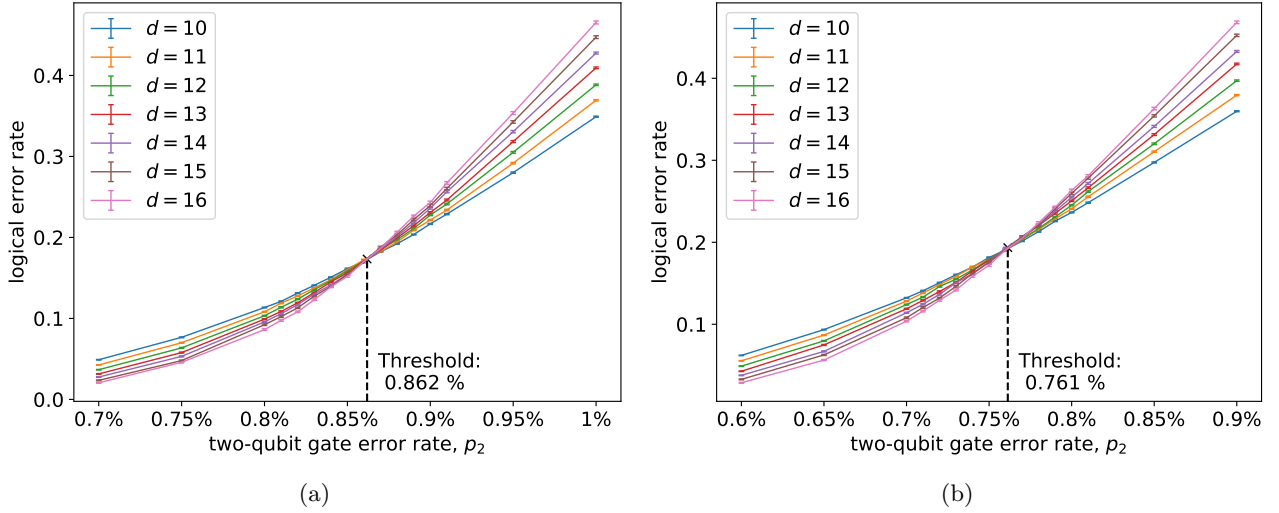 d = 10
d = 11
d = 12
d = 13
d = 14
d = 15
d = 16
logical error rate
0.4
0.3
0.2
0.1
0.0
Threshold:
0.862 %
0.7% 0.75% 0.8% 0.85% 0.9% 0.95% 1%
two-qubit gate error rate, p₂
(a)
d = 10
d = 11
d = 12
d = 13
d = 14
d = 15
d = 16
logical error rate
0.4
0.3
0.2
0.1
Threshold:
0.761 %
0.6% 0.65% 0.7% 0.75% 0.8% 0.85% 0.9%
two-qubit gate error rate, p₂
(b)